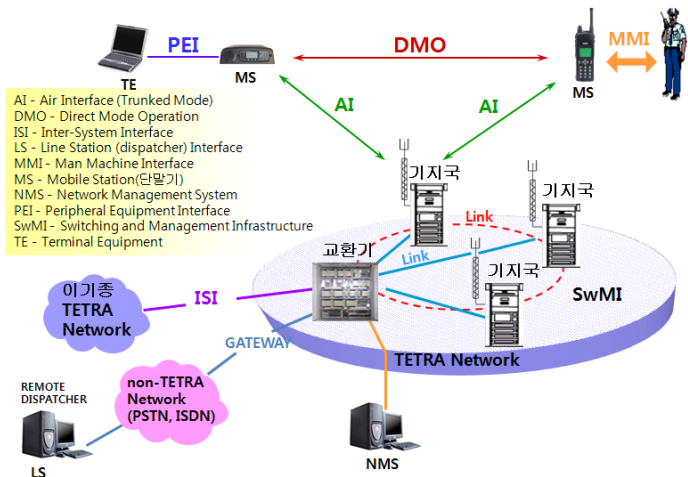 PEI
DMO
MMI
TE
MS
MS
AI
AI
AI - Air Interface (Trunked Mode)
DMO - Direct Mode Operation
ISI - Inter-System Interface
LS - Line Station (dispatcher) Interface
MMI - Man Machine Interface
MS - Mobile Station(단말기)
NMS - Network Management System
PEI - Peripheral Equipment Interface
SwMI - Switching and Management Infrastructure
TE - Terminal Equipment
기지국
기지국
Link
교환기
Link
기지국
SwMI
이기종
TETRA
Network
ISI
GATEWAY
TETRA Network
non-TETRA
Network
(PSTN, ISDN)
REMOTE
DISPATCHER
LS
NMS